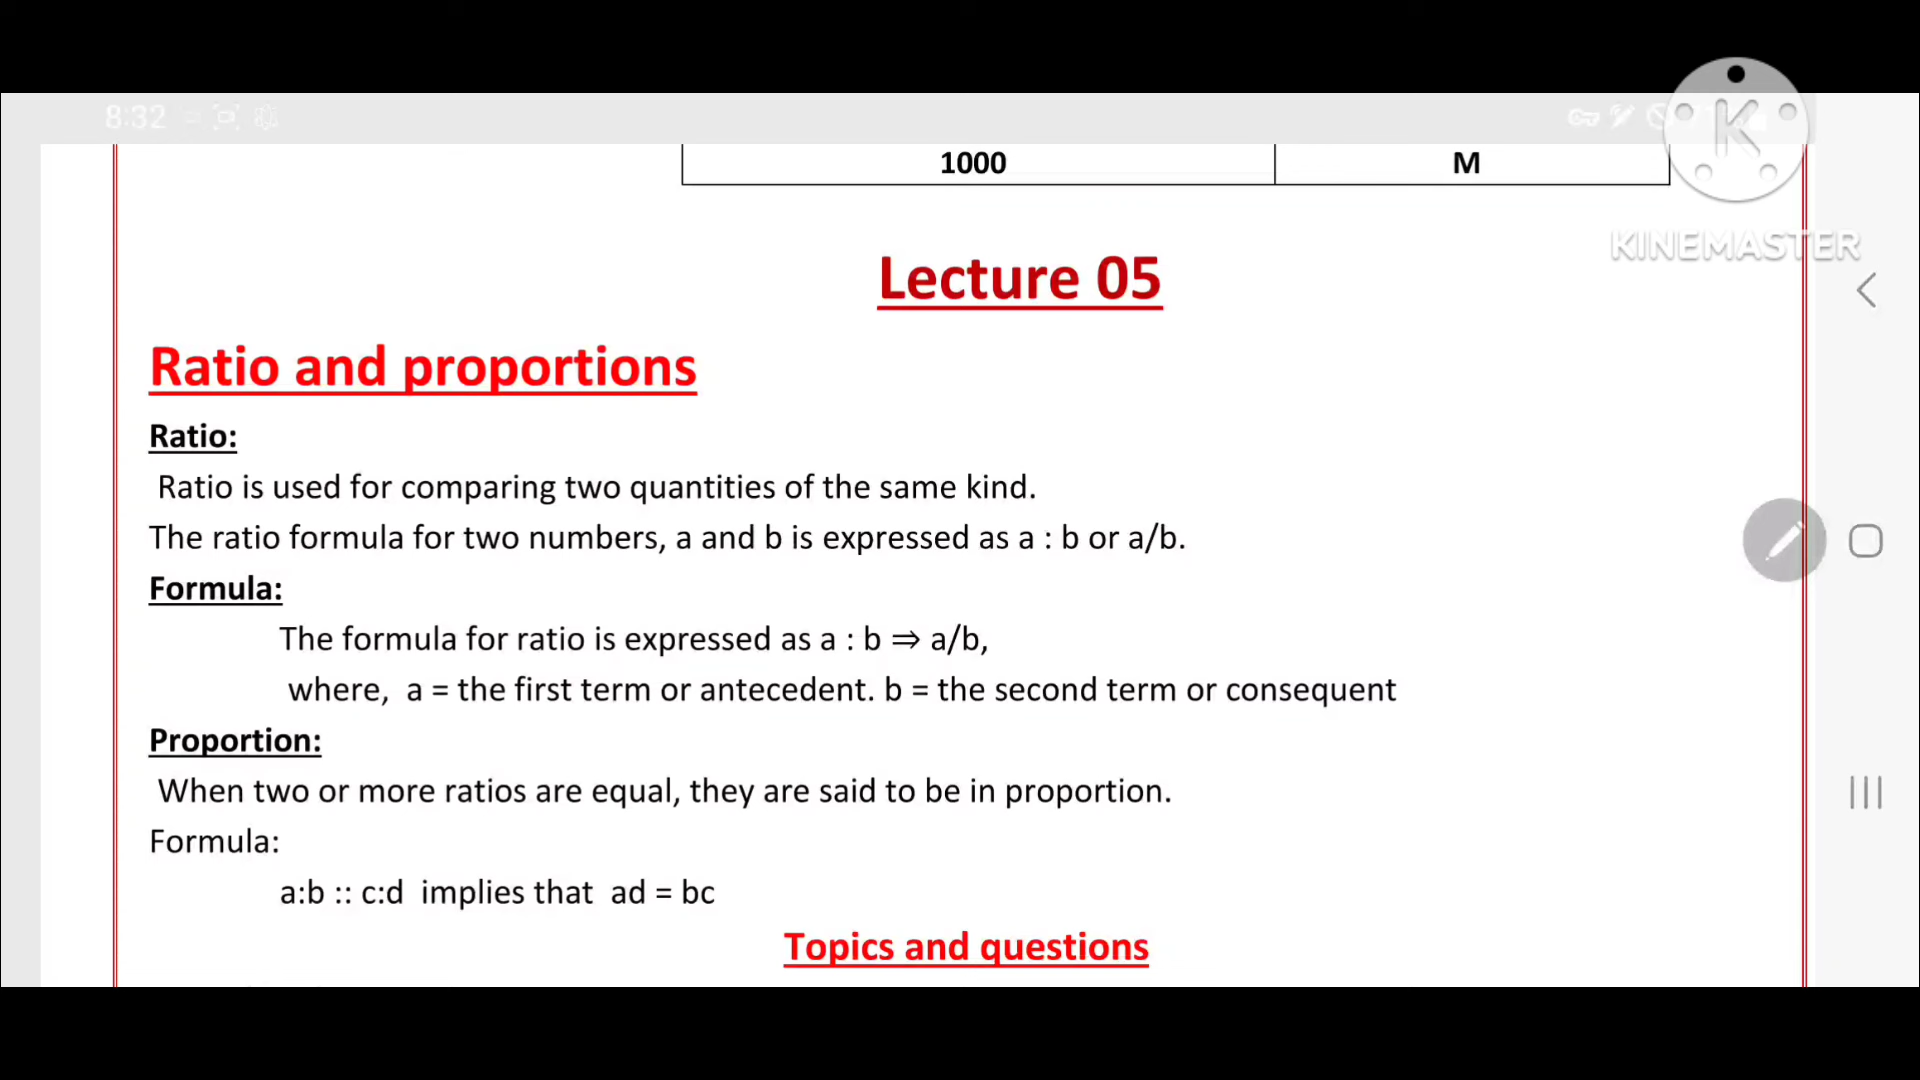 8:32
1000 M
KINEMASTER
Lecture 05
Ratio and proportions
Ratio:
Ratio is used for comparing two quantities of the same kind.
The ratio formula for two numbers, a and b is expressed as a : b or a/b.
Formula:
The formula for ratio is expressed as a : b ⇒ a/b,
where, a = the first term or antecedent. b = the second term or consequent
Proportion:
When two or more ratios are equal, they are said to be in proportion.
Formula:
a:b :: c:d implies that ad = bc
Topics and questions